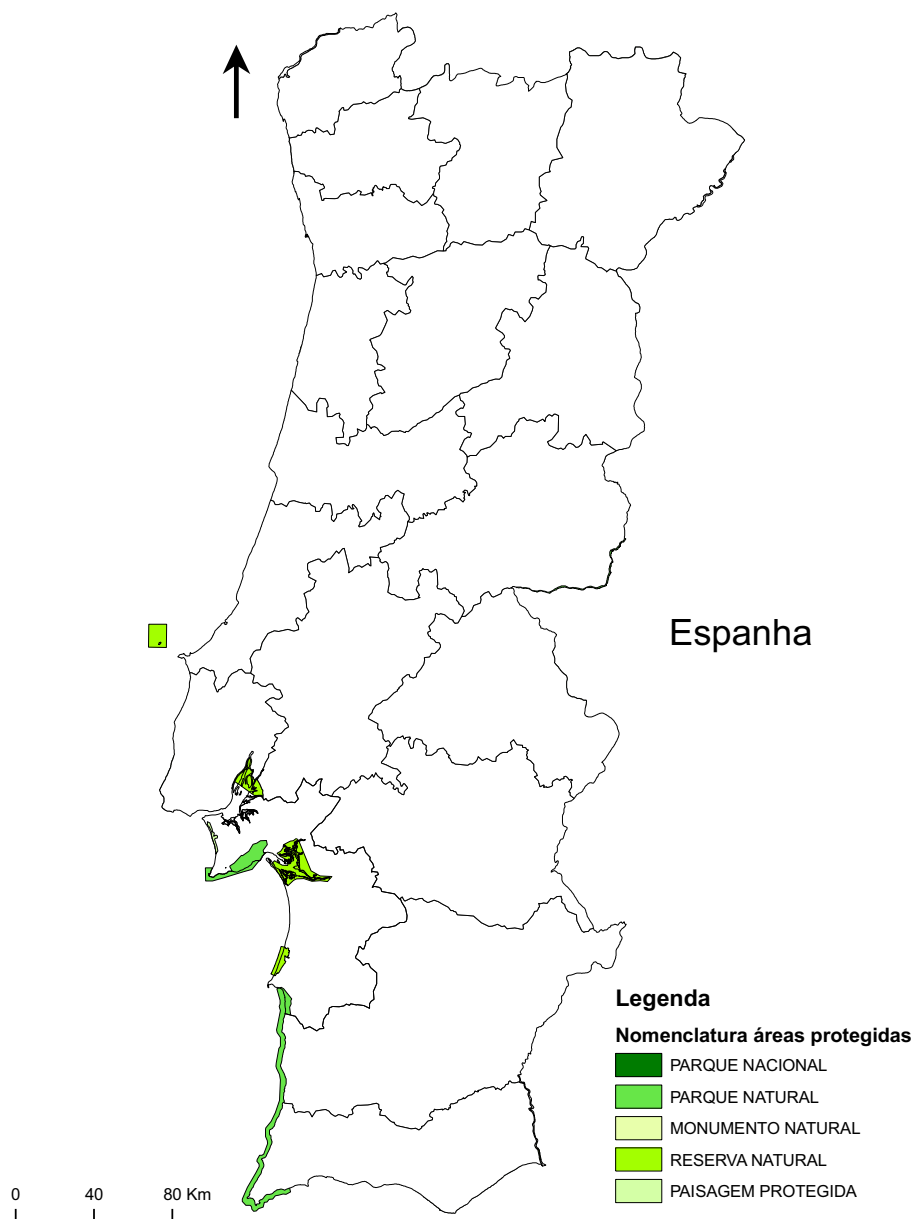 Espanha
Legenda
Nomenclatura áreas protegidas
PARQUE NACIONAL
PARQUE NATURAL
MONUMENTO NATURAL
RESERVA NATURAL
PAISAGEM PROTEGIDA
0 40 80 Km